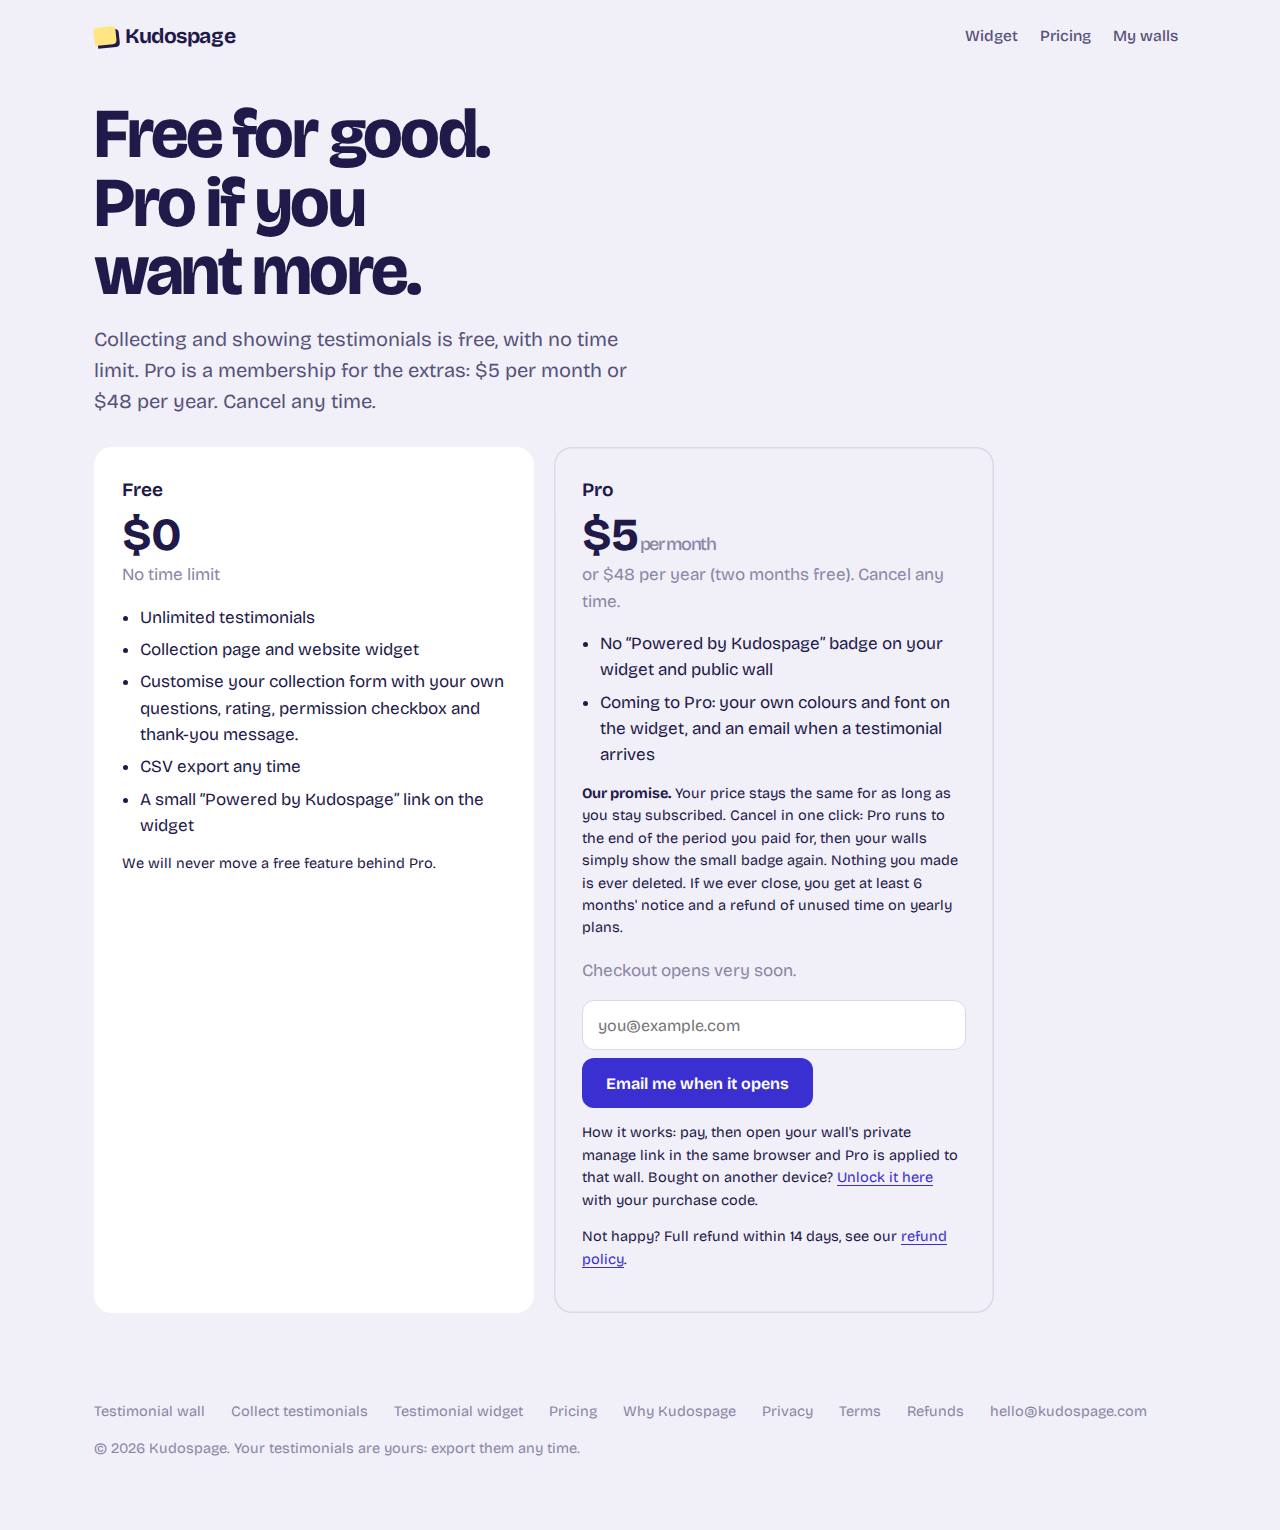 Kudospage
Widget Pricing My walls
Free for good.
Pro if you
want more.
Collecting and showing testimonials is free, with no time
limit. Pro is a membership for the extras: $5 per month or
$48 per year. Cancel any time.
Free
$0
No time limit
• Unlimited testimonials
• Collection page and website widget
• Customise your collection form with your own
questions, rating, permission checkbox and
thank-you message.
• CSV export any time
• A small “Powered by Kudospage” link on the
widget
We will never move a free feature behind Pro.
Pro
$5 per month
or $48 per year (two months free). Cancel any
time.
• No “Powered by Kudospage” badge on your
widget and public wall
• Coming to Pro: your own colours and font on
the widget, and an email when a testimonial
arrives
Our promise. Your price stays the same for as long as
you stay subscribed. Cancel in one click: Pro runs to
the end of the period you paid for, then your walls
simply show the small badge again. Nothing you made
is ever deleted. If we ever close, you get at least 6
months' notice and a refund of unused time on yearly
plans.
Checkout opens very soon.
you@example.com
Email me when it opens
How it works: pay, then open your wall's private
manage link in the same browser and Pro is applied to
that wall. Bought on another device? Unlock it here
with your purchase code.
Not happy? Full refund within 14 days, see our refund
policy.
Testimonial wall Collect testimonials Testimonial widget Pricing Why Kudospage Privacy Terms Refunds hello@kudospage.com
© 2026 Kudospage. Your testimonials are yours: export them any time.